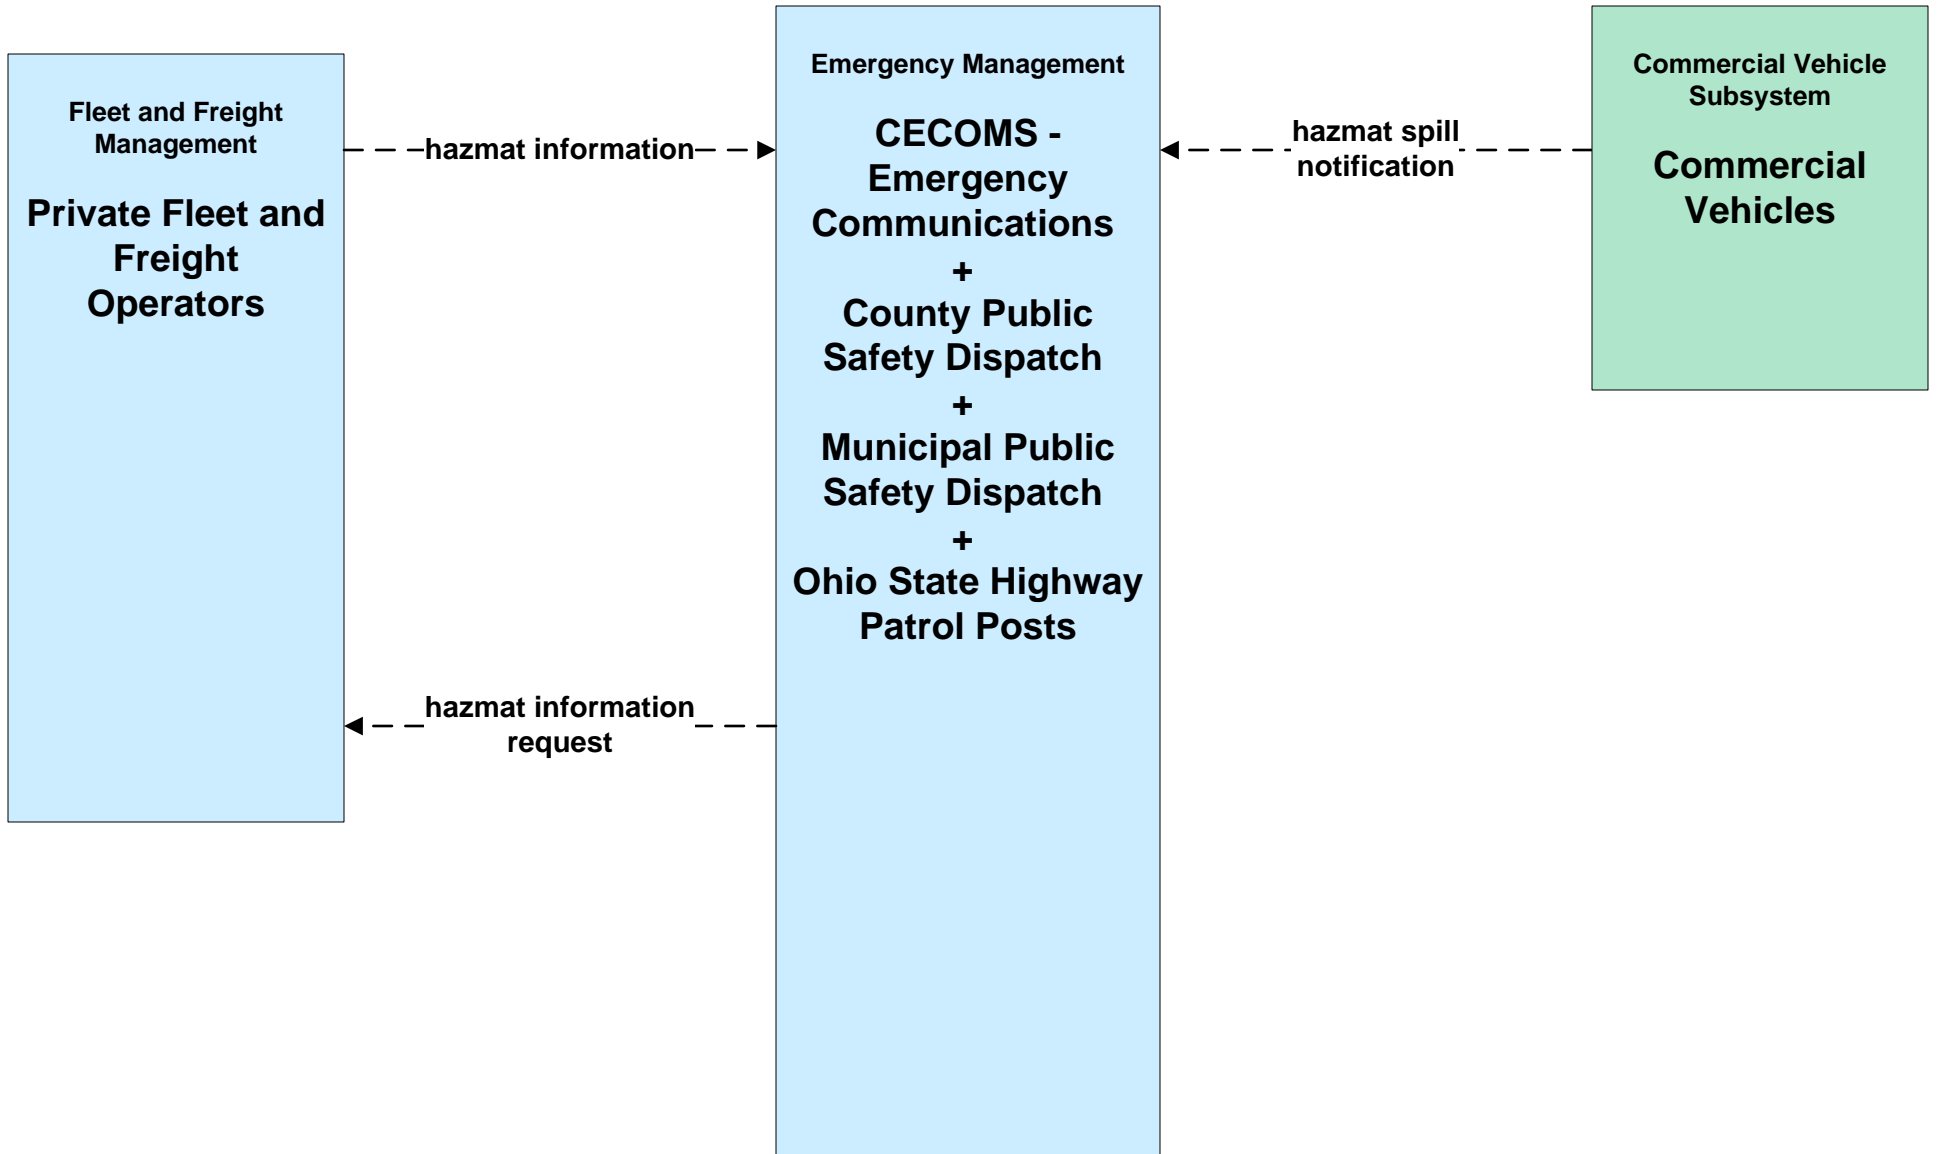 Fleet and Freight
Management
Private Fleet and
Freight
Operators
hazmat information
hazmat information
request
Emergency Management
CECOMS -
Emergency
Communications
+
County Public
Safety Dispatch
+
Municipal Public
Safety Dispatch
+
Ohio State Highway
Patrol Posts
hazmat spill
notification
Commercial Vehicle
Subsystem
Commercial
Vehicles